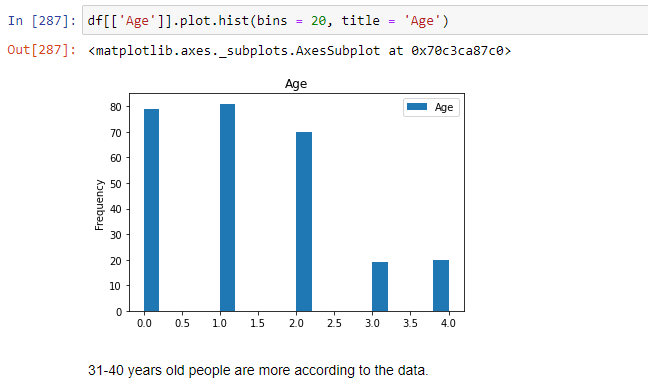 In [287]: df[['Age']].plot.hist(bins = 20, title = 'Age')
Out[287]: <matplotlib.axes._subplots.AxesSubplot at 0x70c3ca87c0>
Age
Age
80
70
60
50
40
30
20
10
0
Frequency
0.0 0.5 1.0 1.5 2.0 2.5 3.0 3.5 4.0
31-40 years old people are more according to the data.